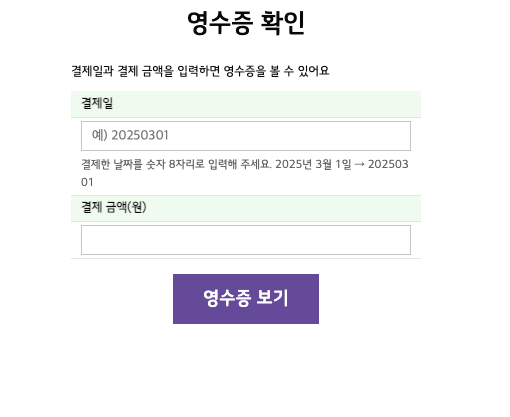 영수증 확인
결제일과 결제 금액을 입력하면 영수증을 볼 수 있어요
결제일
예) 20250301
결제한 날짜를 숫자 8자리로 입력해 주세요. 2025년 3월 1일 → 202503
01
결제 금액(원)
영수증 보기